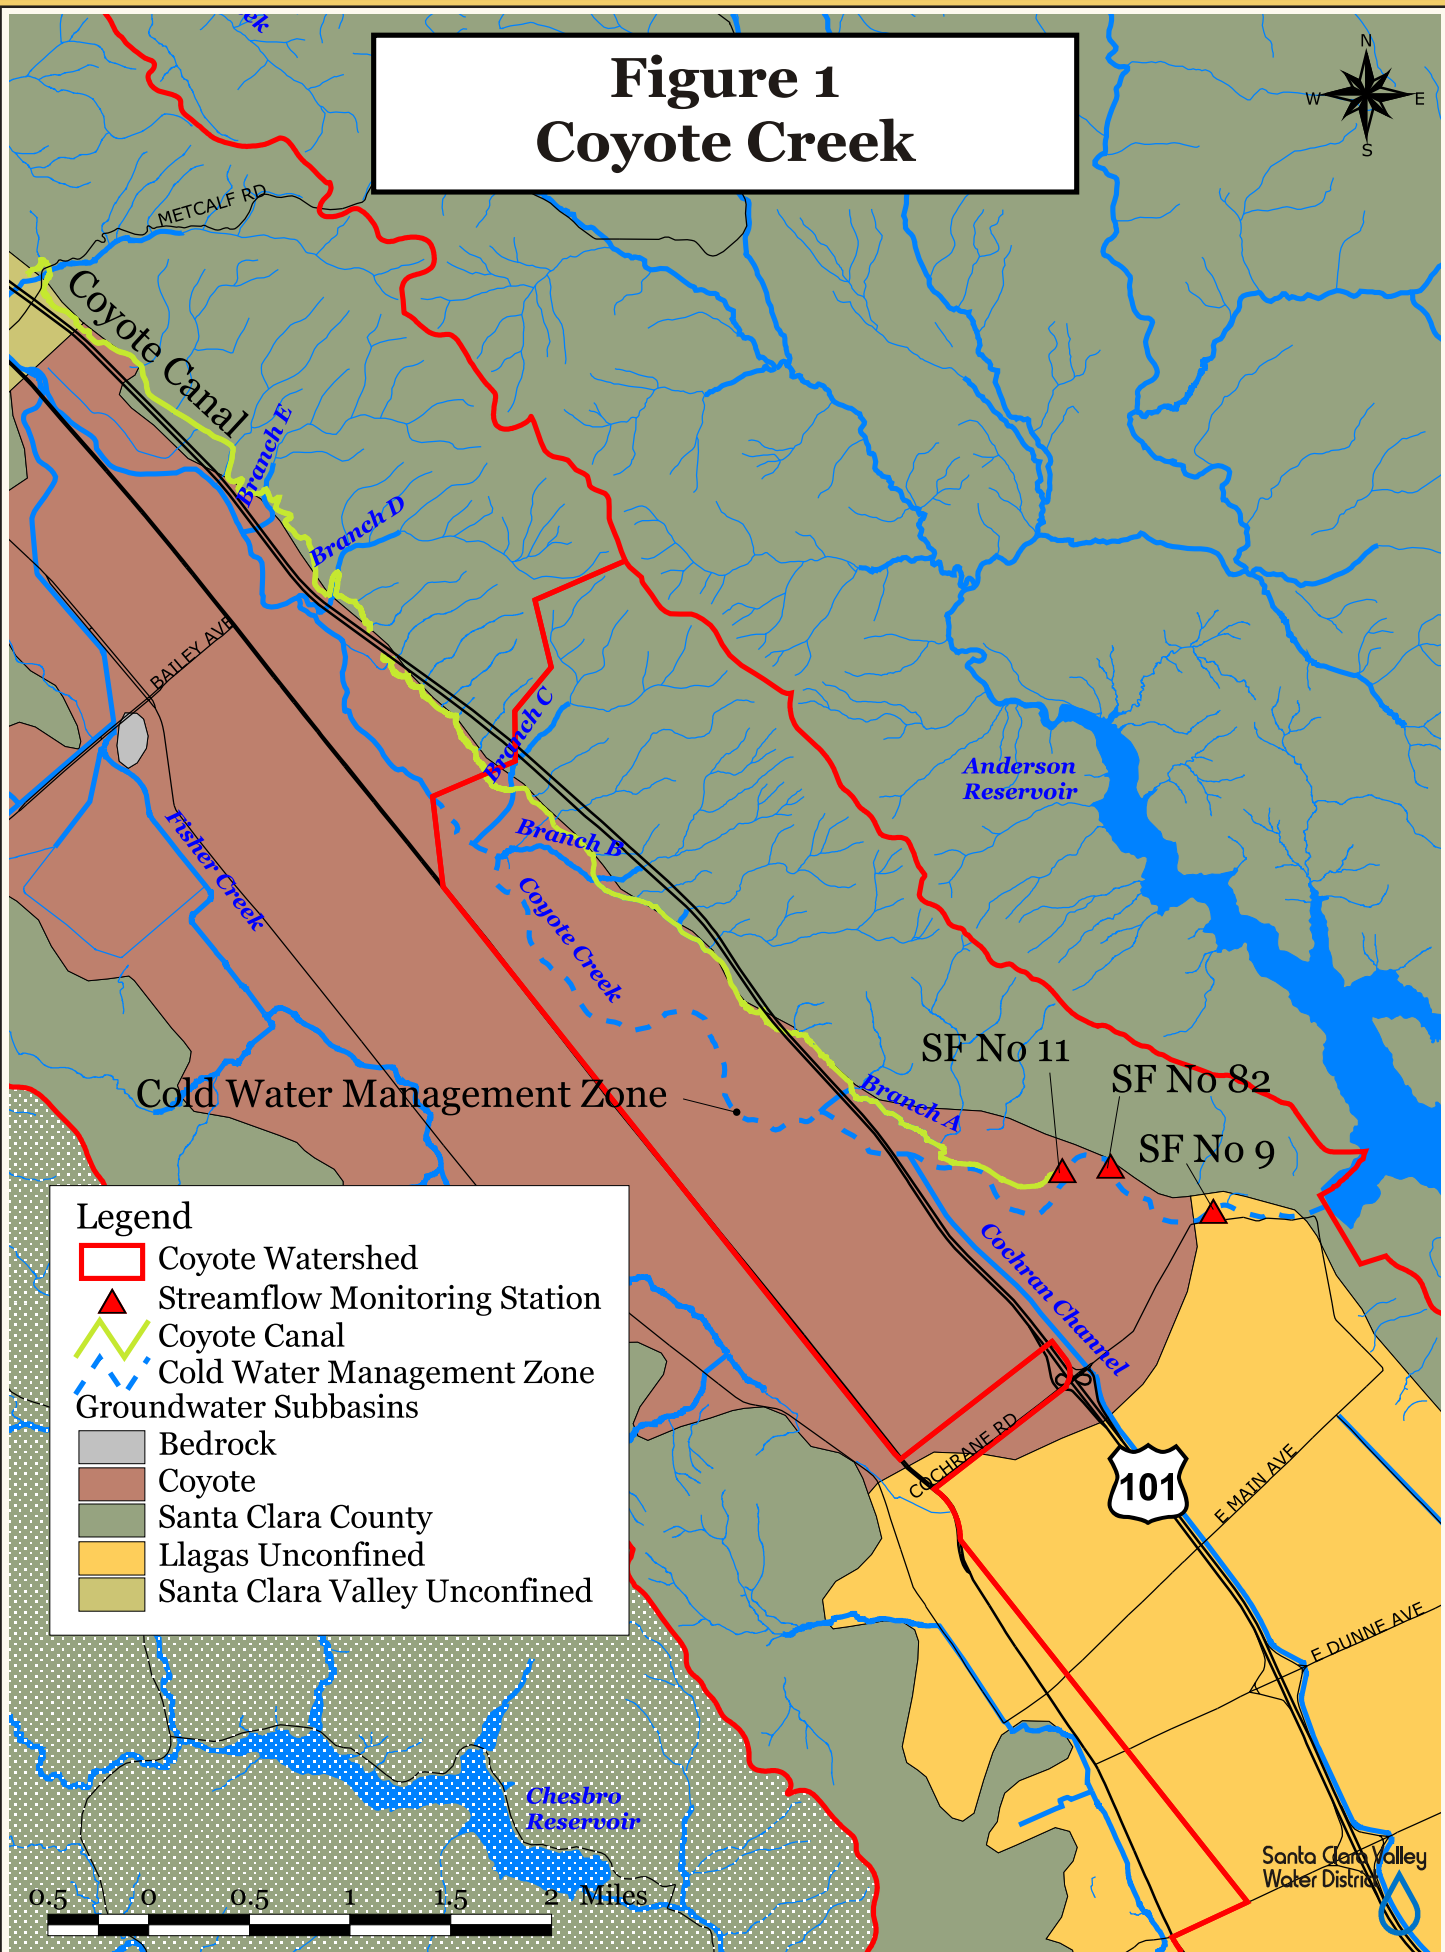 ek
Figure 1
Coyote Creek
N
W
E
S
METCALF RD
Coyote Canal
Branch E
Branch D
BAILEY AVE
Branch C
Anderson
Reservoir
Branch B
Fisher Creek
Coyote Creek
SF No 11
SF No 82
Cold Water Management Zone
Branch A
SF No 9
Cochran Channel
Legend
Coyote Watershed
Streamflow Monitoring Station
Coyote Canal
Cold Water Management Zone
Groundwater Subbasins
Bedrock
Coyote
Santa Clara County
Llagas Unconfined
Santa Clara Valley Unconfined
COCHRANE RD
101
E MAIN AVE
E DUNNE AVE
Chesbro
Reservoir
Santa Clara Valley
Water District
0.5 0 0.5 1 1.5 2 Miles